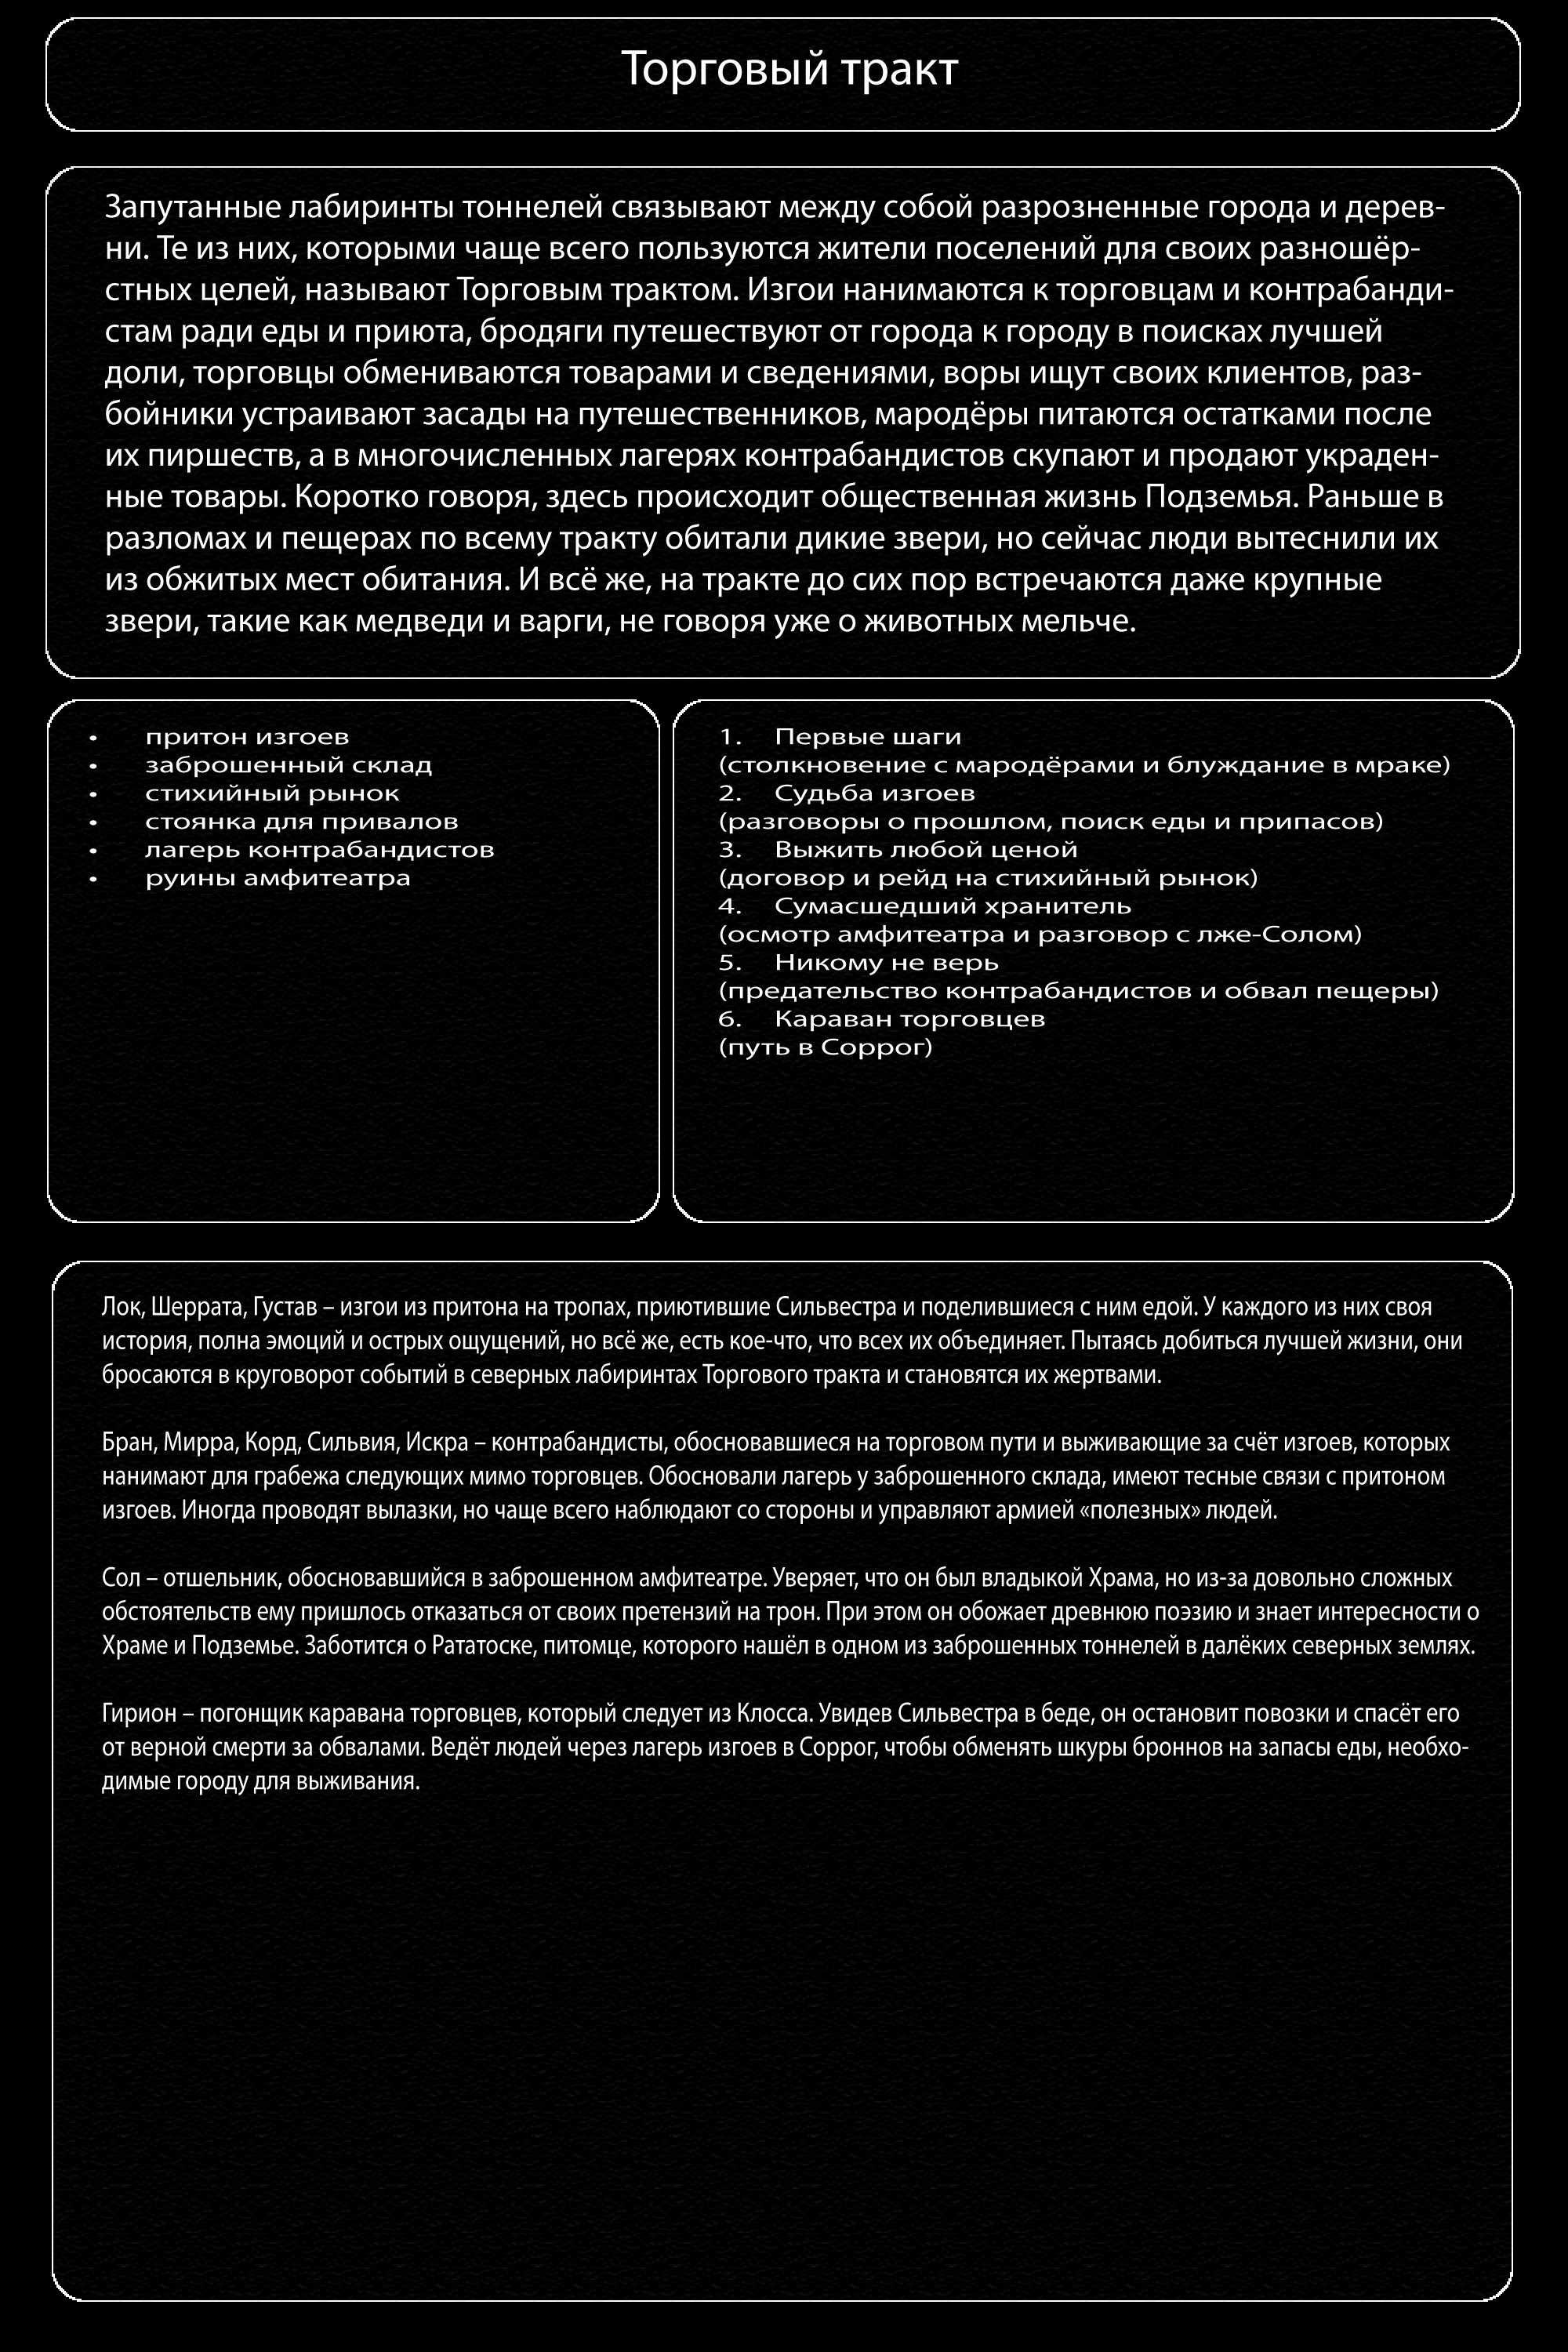 Торговый тракт
Запутанные лабиринты тоннелей связывают между собой разрозненные города и дерев-
ни. Те из них, которыми чаще всего пользуются жители поселений для своих разношёр-
стных целей, называют Торговым трактом. Изгои нанимаются к торговцам и контрабанди-
стам ради еды и приюта, бродяги путешествуют от города к городу в поисках лучшей
доли, торговцы обмениваются товарами и сведениями, воры ищут своих клиентов, раз-
бойники устраивают засады на путешественников, мародёры питаются остатками после
их пиршеств, а в многочисленных лагерях контрабандистов скупают и продают украден-
ные товары. Коротко говоря, здесь происходит общественная жизнь Подземья. Раньше в
разломах и пещерах по всему тракту обитали дикие звери, но сейчас люди вытеснили их
из обжитых мест обитания. И всё же, на тракте до сих пор встречаются даже крупные
звери, такие как медведи и варги, не говоря уже о животных мельче.
• притон изгоев
• заброшенный склад
• стихийный рынок
• стоянка для привалов
• лагерь контрабандистов
• руины амфитеатра
1. Первые шаги
(столкновение с мародёрами и блуждание в мраке)
2. Судьба изгоев
(разговоры о прошлом, поиск еды и припасов)
3. Выжить любой ценой
(договор и рейд на стихийный рынок)
4. Сумасшедший хранитель
(осмотр амфитеатра и разговор с лже-Солом)
5. Никому не верь
(предательство контрабандистов и обвал пещеры)
6. Караван торговцев
(путь в Соррог)
Лок, Шеррата, Густав – изгои из притона на тропах, приютившие Сильвестра и поделившиеся с ним едой. У каждого из них своя
история, полна эмоций и острых ощущений, но всё же, есть кое-что, что всех их объединяет. Пытаясь добиться лучшей жизни, они
бросаются в круговорот событий в северных лабиринтах Торгового тракта и становятся их жертвами.
Бран, Мирра, Корд, Сильвия, Искра – контрабандисты, обосновавшиеся на торговом пути и выживающие за счёт изгоев, которых
нанимают для грабежа следующих мимо торговцев. Обосновали лагерь у заброшенного склада, имеют тесные связи с притоном
изгоев. Иногда проводят вылазки, но чаще всего наблюдают со стороны и управляют армией «полезных» людей.
Сол – отшельник, обосновавшийся в заброшенном амфитеатре. Уверяет, что он был владыкой Храма, но из-за довольно сложных
обстоятельств ему пришлось отказаться от своих претензий на трон. При этом он обожает древнюю поэзию и знает интересности о
Храме и Подземье. Заботится о Рататоске, питомце, которого нашёл в одном из заброшенных тоннелей в далёких северных землях.
Гирион – погонщик каравана торговцев, который следует из Клосса. Увидев Сильвестра в беде, он остановит повозки и спасёт его
от верной смерти за обвалами. Ведёт людей через лагерь изгоев в Соррог, чтобы обменять шкуры броннов на запасы еды, необхо-
димые городу для выживания.